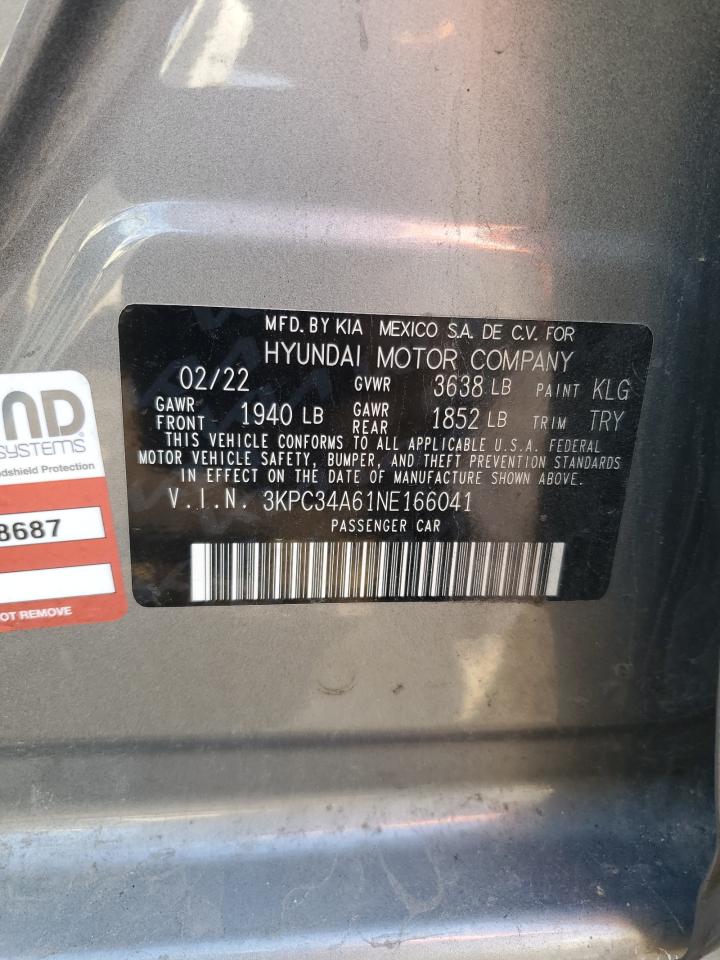 MFD. BY KIA MEXICO S.A. DE C.V. FOR
HYUNDAI MOTOR COMPANY
02/22 GVWR 3638 LB PAINT KLG
GAWR FRONT 1940 LB GAWR REAR 1852 LB TRIM TRY
THIS VEHICLE CONFORMS TO ALL APPLICABLE U.S.A. FEDERAL
MOTOR VEHICLE SAFETY, BUMPER, AND THEFT PREVENTION STANDARDS
IN EFFECT ON THE DATE OF MANUFACTURE SHOWN ABOVE.
V.I.N. 3KPC34A61NE166041
PASSENGER CAR
SYSTEMS
Protection
8687
REMOVE